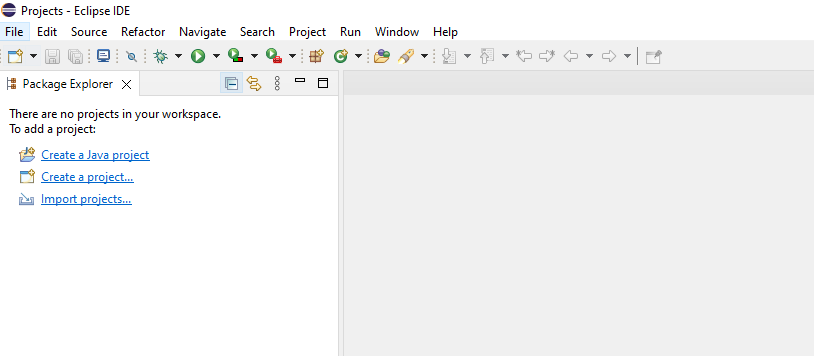 Projects - Eclipse IDE
File Edit Source Refactor Navigate Search Project Run Window Help
Package Explorer
There are no projects in your workspace.
To add a project:
Create a Java project
Create a project...
Import projects...